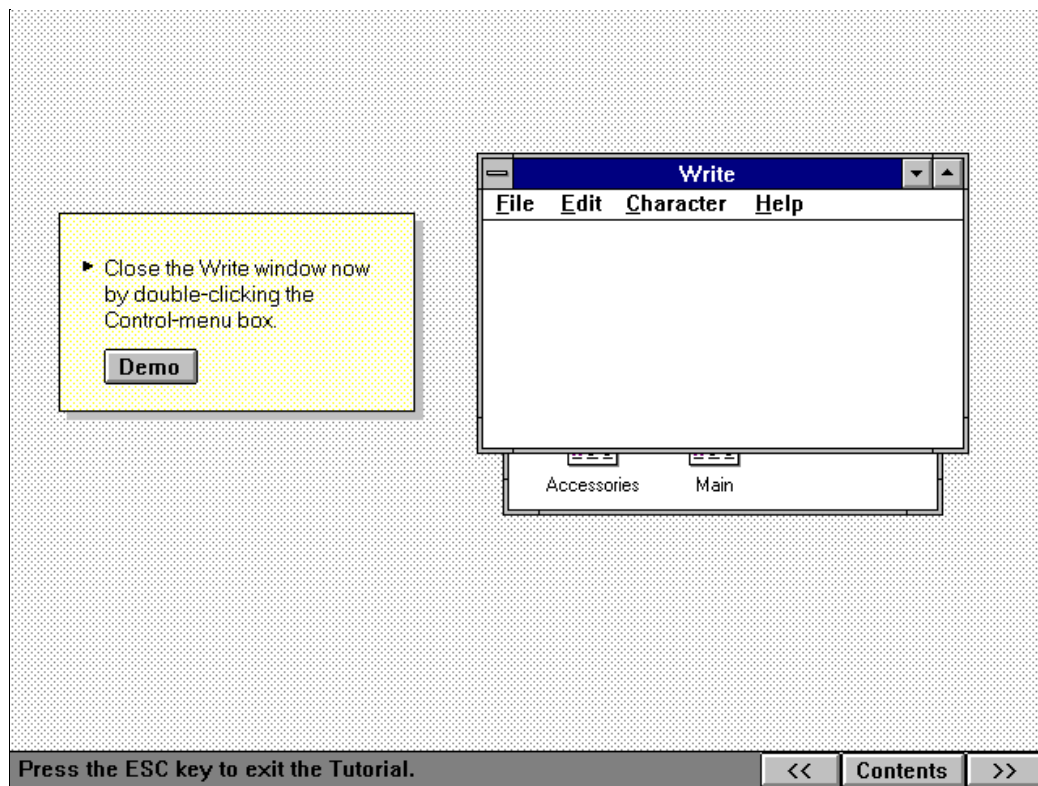 Write
File Edit Character Help
Close the Write window now
by double-clicking the
Control-menu box.
Demo
Accessories Main
Press the ESC key to exit the Tutorial. << Contents >>